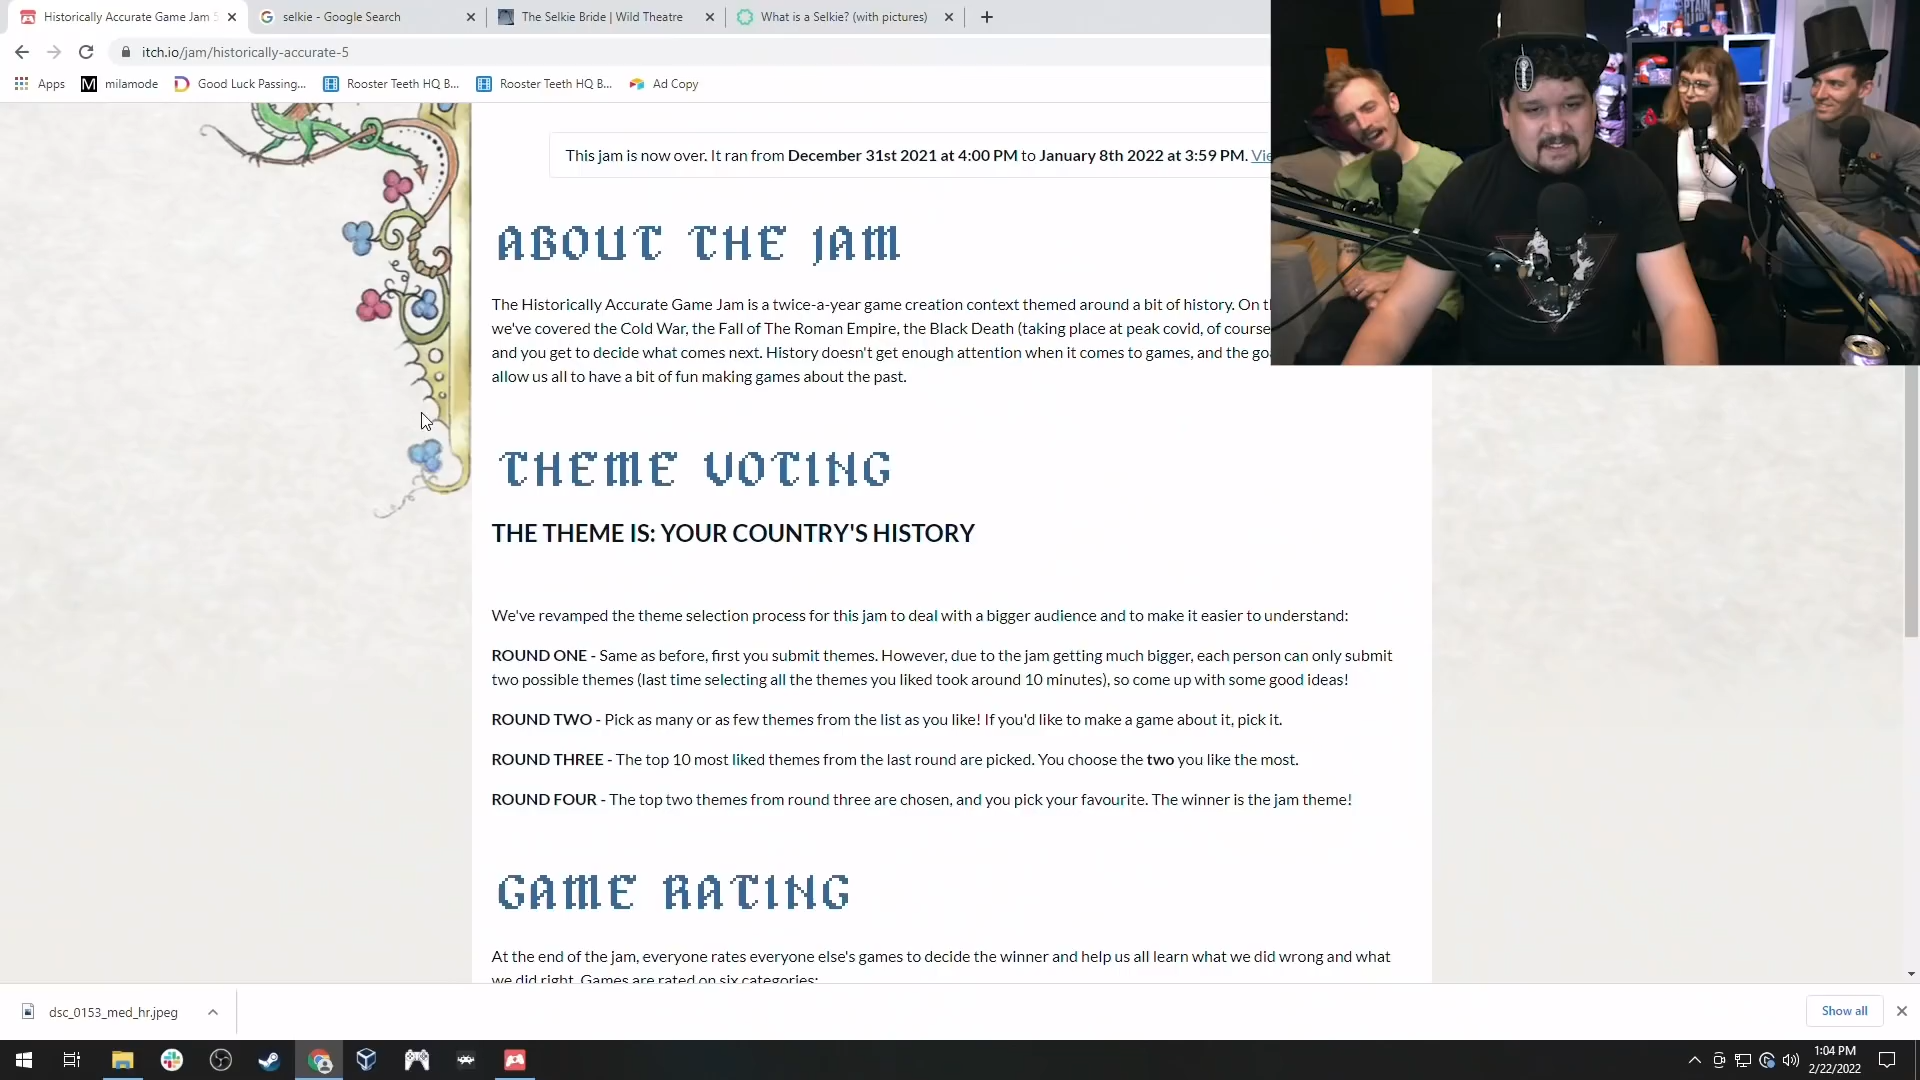 Historically Accurate Game Jam 5
selkie - Google Search
The Selkie Bride | Wild Theatre
What is a Selkie? (with pictures)
itch.io/jam/historically-accurate-5
Apps
milamode
Good Luck Passing...
Rooster Teeth HQ B...
Rooster Teeth HQ B...
Ad Copy
This jam is now over. It ran from December 31st 2021 at 4:00 PM to January 8th 2022 at 3:59 PM. Vie
ABOUT THE JAM
The Historically Accurate Game Jam is a twice-a-year game creation context themed around a bit of history. On
we've covered the Cold War, the Fall of The Roman Empire, the Black Death (taking place at peak covid, of course
and you get to decide what comes next. History doesn't get enough attention when it comes to games, and the
allow us all to have a bit of fun making games about the past.
THEME VOTING
THE THEME IS: YOUR COUNTRY'S HISTORY
We've revamped the theme selection process for this jam to deal with a bigger audience and to make it easier to understand:
ROUND ONE - Same as before, first you submit themes. However, due to the jam getting much bigger, each person can only submit
two possible themes (last time selecting all the themes you liked took around 10 minutes), so come up with some good ideas!
ROUND TWO - Pick as many or as few themes from the list as you like! If you'd like to make a game about it, pick it.
ROUND THREE - The top 10 most liked themes from the last round are picked. You choose the two you like the most.
ROUND FOUR - The top two themes from round three are chosen, and you pick your favourite. The winner is the jam theme!
GAME RATING
At the end of the jam, everyone rates everyone else's games to decide the winner and help us all learn what we did wrong and what
we did right. Games are rated on six categories:
dsc_0153_med_hr.jpeg
Show all
1:04 PM
2/22/2022